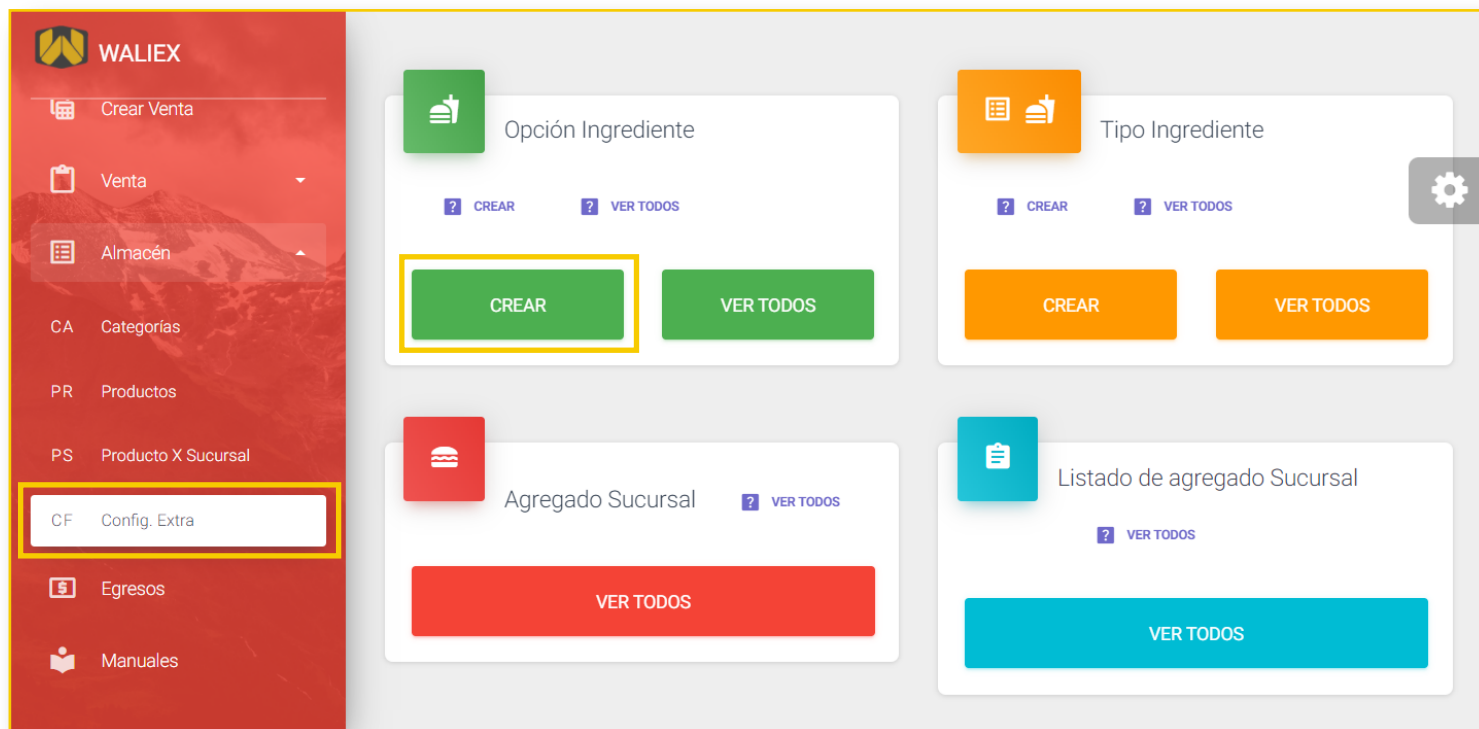 WALIEX
Crear Venta
Venta
Almacén
CA Categorías
PR Productos
PS Producto X Sucursal
CF Config. Extra
Egresos
Manuales
Opción Ingrediente
? CREAR ? VER TODOS
CREAR VER TODOS
Tipo Ingrediente
? CREAR ? VER TODOS
CREAR VER TODOS
Agregado Sucursal ? VER TODOS
VER TODOS
Listado de agregado Sucursal
? VER TODOS
VER TODOS